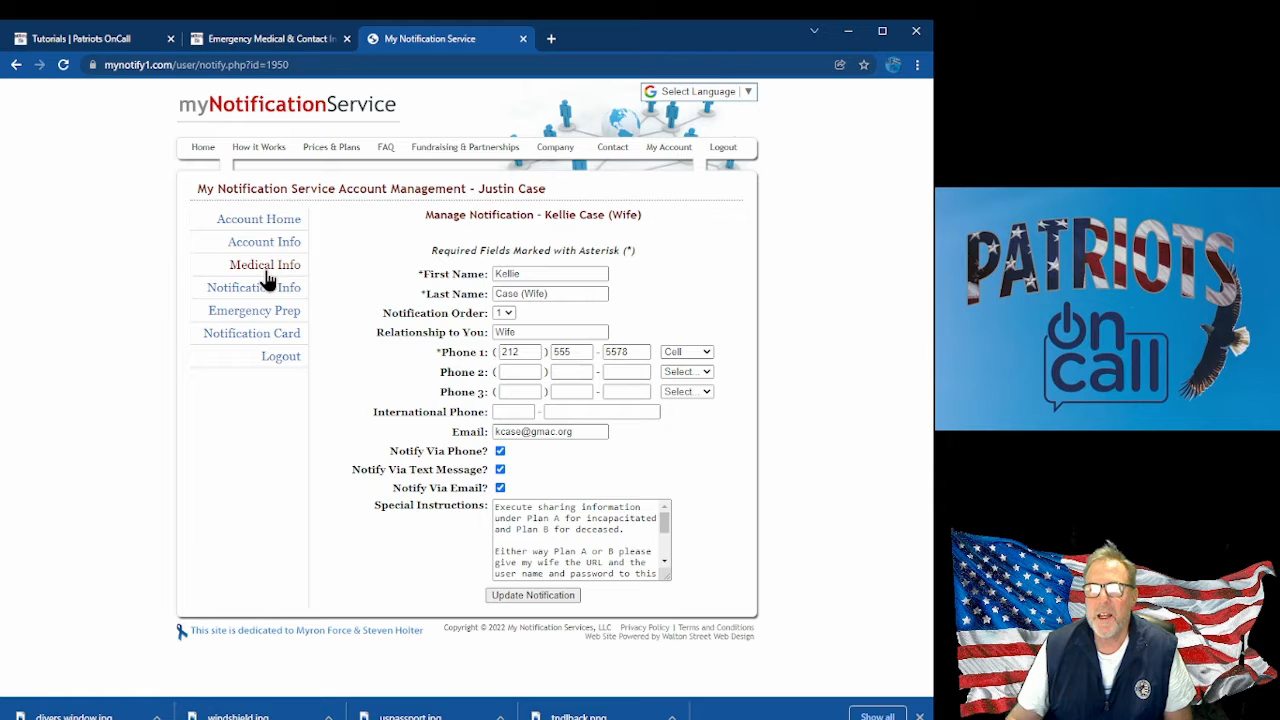 Tutorials | Patriots OnCall
Emergency Medical & Contact In
My Notification Service
mynotify1.com/user/notify.php?id=1950
Select Language
myNotificationService
Home How it Works Prices & Plans FAQ Fundraising & Partnerships Company Contact My Account Logout
My Notification Service Account Management - Justin Case
Account Home
Account Info
Medical Info
Notification Info
Emergency Prep
Notification Card
Logout
Manage Notification - Kellie Case (Wife)
Required Fields Marked with Asterisk (*)
*First Name: Kellie
*Last Name: Case (Wife)
Notification Order: 1
Relationship to You: Wife
*Phone 1: ( 212 ) 555 - 5578 Cell
Phone 2: ( ) - Select...
Phone 3: ( ) - Select...
International Phone: -
Email: kcase@gmac.org
Notify Via Phone?
Notify Via Text Message?
Notify Via Email?
Special Instructions: Execute sharing information
under Plan A for incapacitated
and Plan B for deceased.
Either way Plan A or B please
give my wife the URL and the
user name and password to this
Update Notification
This site is dedicated to Myron Force & Steven Holter
Copyright © 2022 My Notification Services, LLC Privacy Policy | Terms and Conditions
Web Site Powered by Walton Street Web Design
divers window.jpg
windshield.jpg
uspassport.jpg
tndlback.png
Show all
PATRIOTS
on
call